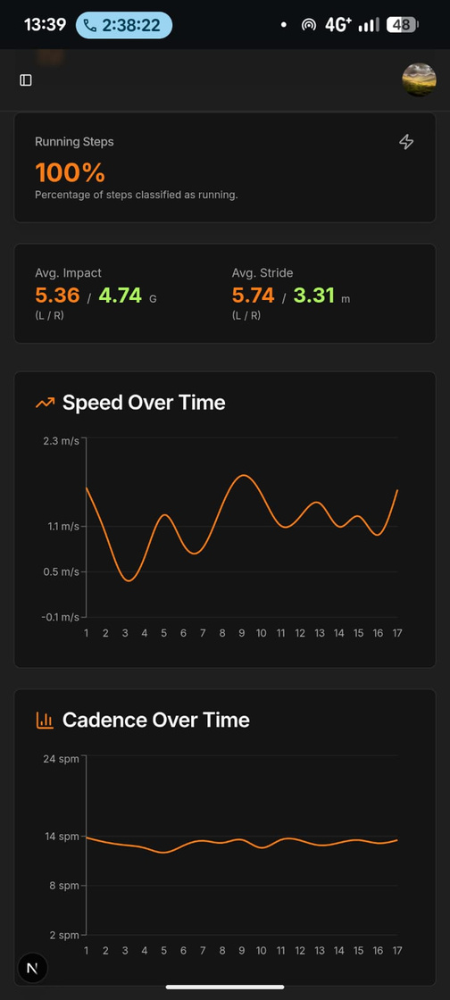 13:39 2:38:22 4G+ 48
Running Steps
100%
Percentage of steps classified as running.
Avg. Impact
5.36 / 4.74 G
(L / R)
Avg. Stride
5.74 / 3.31 m
(L / R)
Speed Over Time
2.3 m/s
1.1 m/s
0.5 m/s
-0.1 m/s
1 2 3 4 5 6 7 8 9 10 11 12 13 14 15 16 17
Cadence Over Time
24 spm
14 spm
8 spm
2 spm
1 2 3 4 5 6 7 8 9 10 11 12 13 14 15 16 17
N